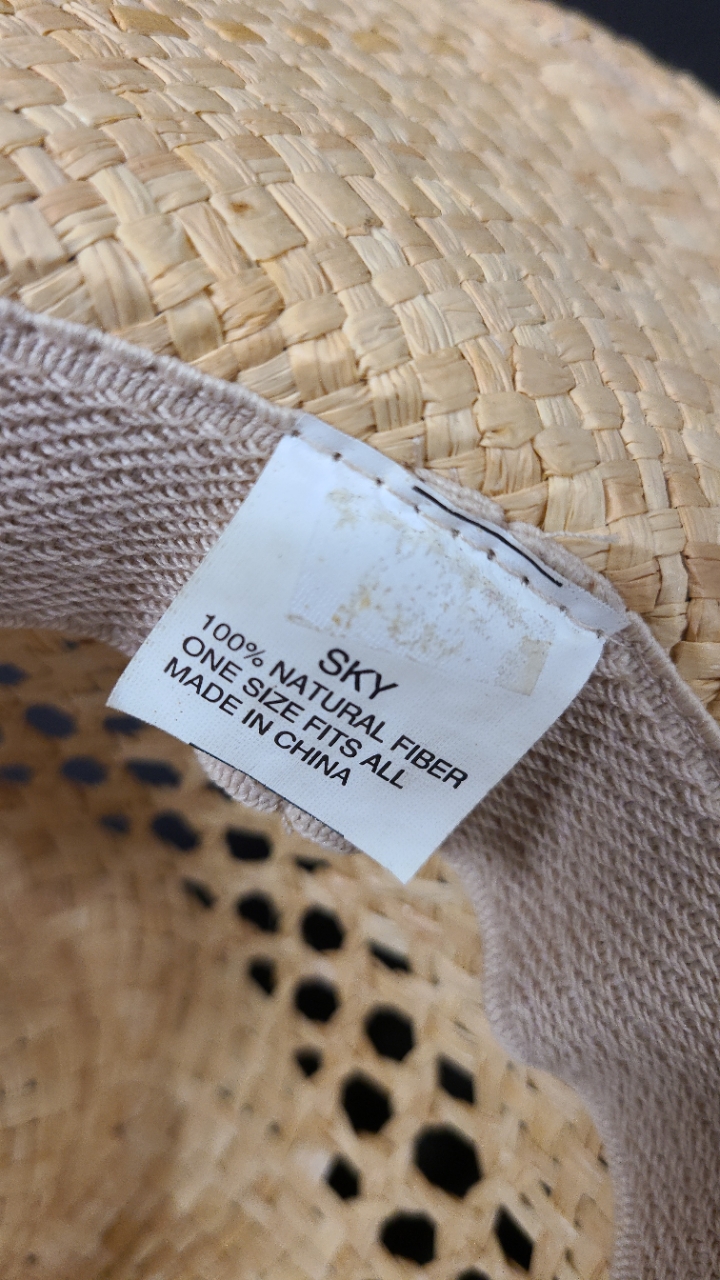 SKY
100% NATURAL FIBER
ONE SIZE FITS ALL
MADE IN CHINA